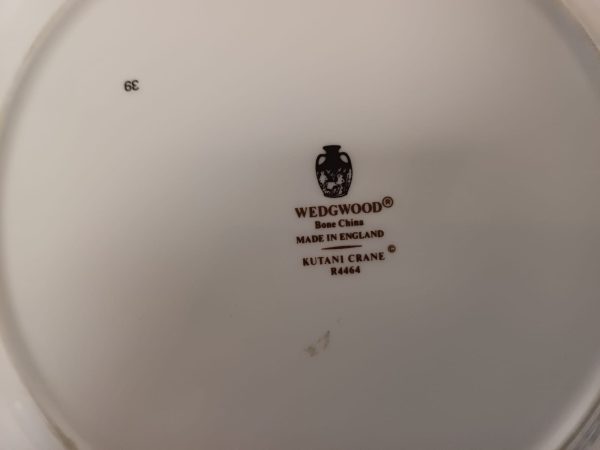 39
WEDGWOOD®
Bone China
MADE IN ENGLAND
KUTANI CRANE ©
R4464